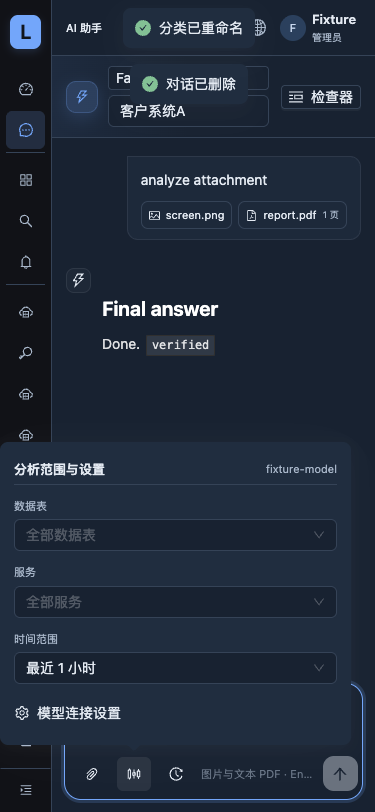 L
AI 助手
分类已重命名
F
Fixture
管理员
Fa
对话已删除
客户系统A
检查器
analyze attachment
screen.png
report.pdf 1 页
Final answer
Done. verified
分析范围与设置
fixture-model
数据表
全部数据表
服务
全部服务
时间范围
最近 1 小时
模型连接设置
图片与文本 PDF · En...